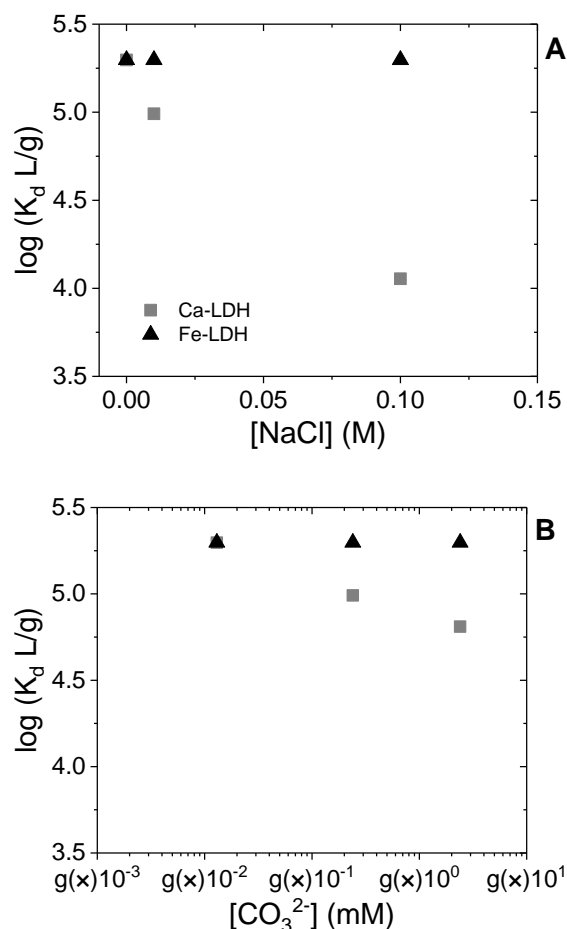 A
5.5
5.0
4.5
4.0
3.5
log (K_d L/g)
Ca-LDH
Fe-LDH
0.00 0.05 0.10 0.15
[NaCl] (M)
B
5.5
5.0
4.5
4.0
3.5
log (K_d L/g)
g(×)10⁻³ g(×)10⁻² g(×)10⁻¹ g(×)10⁰ g(×)10¹
[CO₃²⁻] (mM)